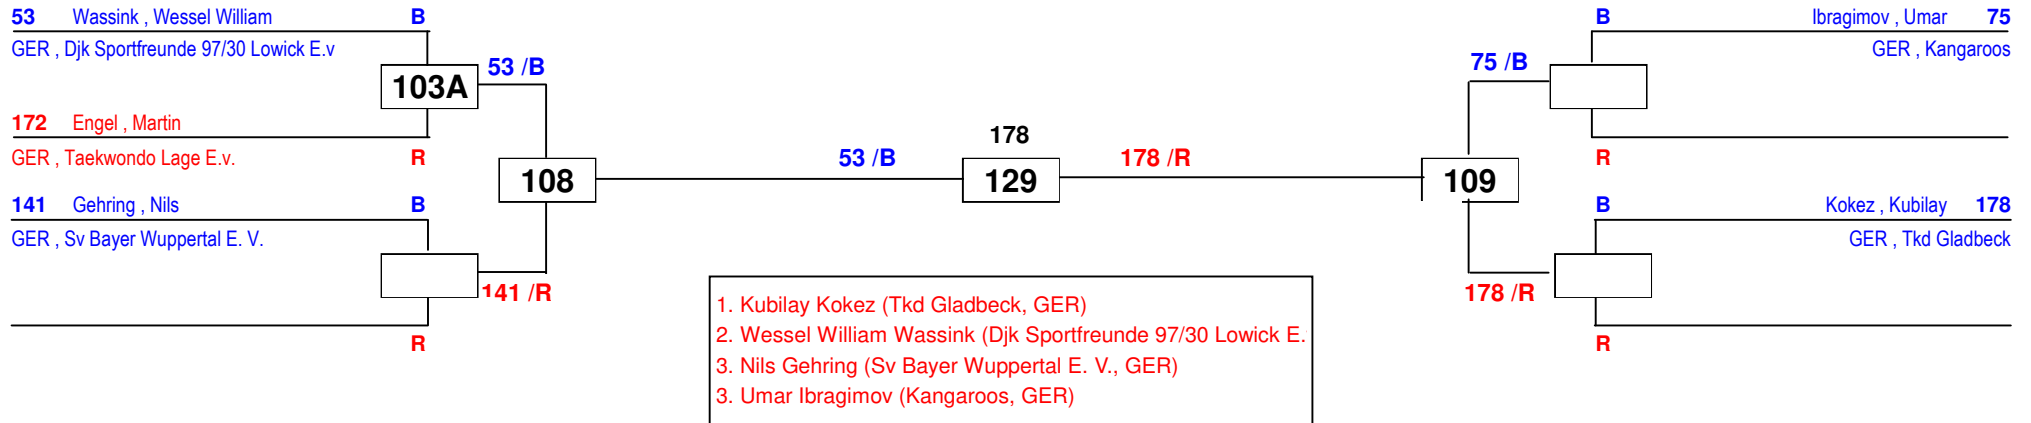 53 Wassink , Wessel William B
GER , Djk Sportfreunde 97/30 Lowick E.v
103A
53 /B
172 Engel , Martin
GER , Taekwondo Lage E.v. R
108
141 Gehring , Nils B
GER , Sv Bayer Wuppertal E. V.
141 /R
R
53 /B
178
129
178 /R
B Ibragimov , Umar 75
GER , Kangaroos
75 /B
R
109
B Kokez , Kubilay 178
GER , Tkd Gladbeck
178 /R
R
1. Kubilay Kokez (Tkd Gladbeck, GER)
2. Wessel William Wassink (Djk Sportfreunde 97/30 Lowick E.
3. Nils Gehring (Sv Bayer Wuppertal E. V., GER)
3. Umar Ibragimov (Kangaroos, GER)